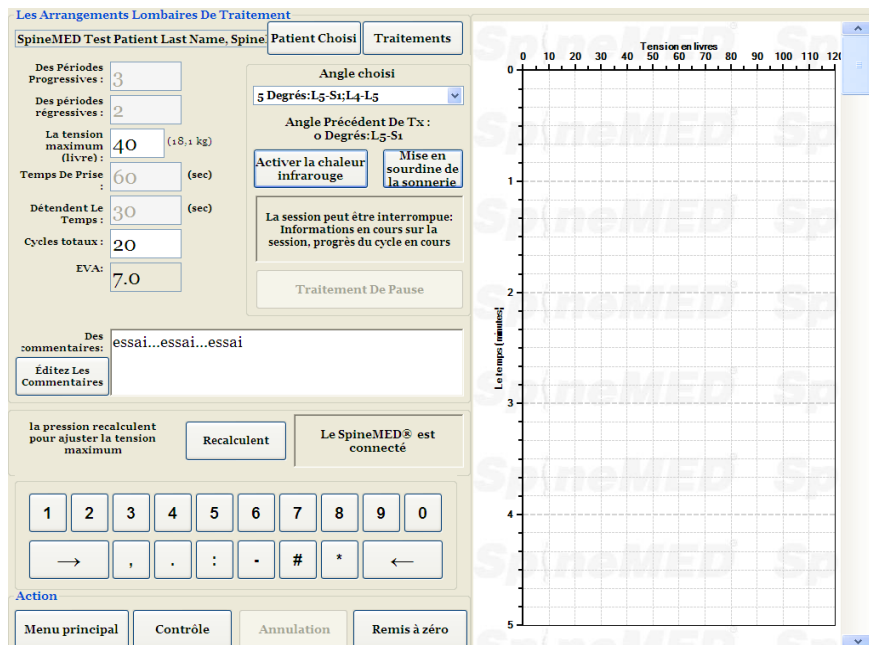 Les Arrangements Lombaires De Traitement
SpineMED Test Patient Last Name, Spine
Patient Choisi
Traitements
Des Périodes
Progressives :
3
Des périodes
régressives :
2
La tension
maximum
(livre) :
40
(18,1 kg)
Temps De Prise
:
60
(sec)
Détendent Le
Temps :
30
(sec)
Cycles totaux :
20
EVA:
7.0
Angle choisi
5 Degrés:L5-S1;L4-L5
Angle Précédent De Tx :
0 Degrés:L5-S1
Activer la chaleur
infrarouge
Mise en
sourdine de
la sonnerie
La session peut être interrompue:
Informations en cours sur la
session, progrès du cycle en cours
Traitement De Pause
Des
commentaires:
essai...essai...essai
Éditez Les
Commentaires
la pression recalculent
pour ajuster la tension
maximum
Recalculent
Le SpineMED® est
connecté
1 2 3 4 5 6 7 8 9 0
→ , . : - # * ←
Action
Menu principal
Contrôle
Annulation
Remis à zéro
Tension en livres
0 10 20 30 40 50 60 70 80 90 100 110 120
Le temps (minutes)
0
1
2
3
4
5
SpineMED